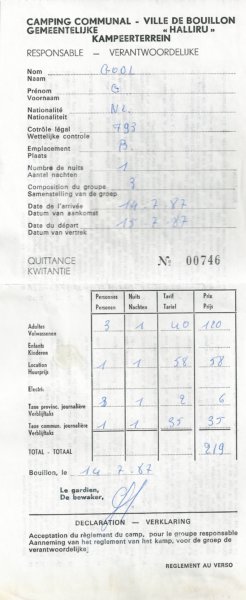 CAMPING COMMUNAL - VILLE DE BOUILLON
GEMEENTELIJKE « HALLIRU »
KAMPEERTERREIN
RESPONSABLE - VERANTWOORDELIJKE
Nom GOOL
Naam
Prénom G
Voornaam
Nationalité NL.
Nationaliteit
Cotrôle légal 793
Wettelijke controle
Emplacement B.
Plaats
Nombre de nuits 1
Aantal nachten
Composition du groupe 3
Samenstelling van de groep
Date de l'arrivée 14.7.87
Datum van aankomst
Date du départ 15.7.87
Datum van vertrek
QUITTANCE № 00746
KWITANTIE
Personnes Nuits Tarif Prix
Personen Nachten Tarief Prijs
Adultes 3 1 40 120
Volwassenen
Enfants
Kinderen
Location 1 1 58 58
Huurprijs
Electric.
Taxe provinc. journalière 3 1 2 6
Verblijftaks
Taxe commun. journalière 1 1 35 35
Verblijftaks
TOTAL - TOTAAL 219
Bouillon, le 14.7.87
Le gardien,
De bewaker,
DECLARATION - VERKLARING
Acceptation du règlement du camp, pour le groupe responsable
Aanneming van het reglement van het kamp, voor de groep de
verantwoordelijke)
REGLEMENT AU VERSO